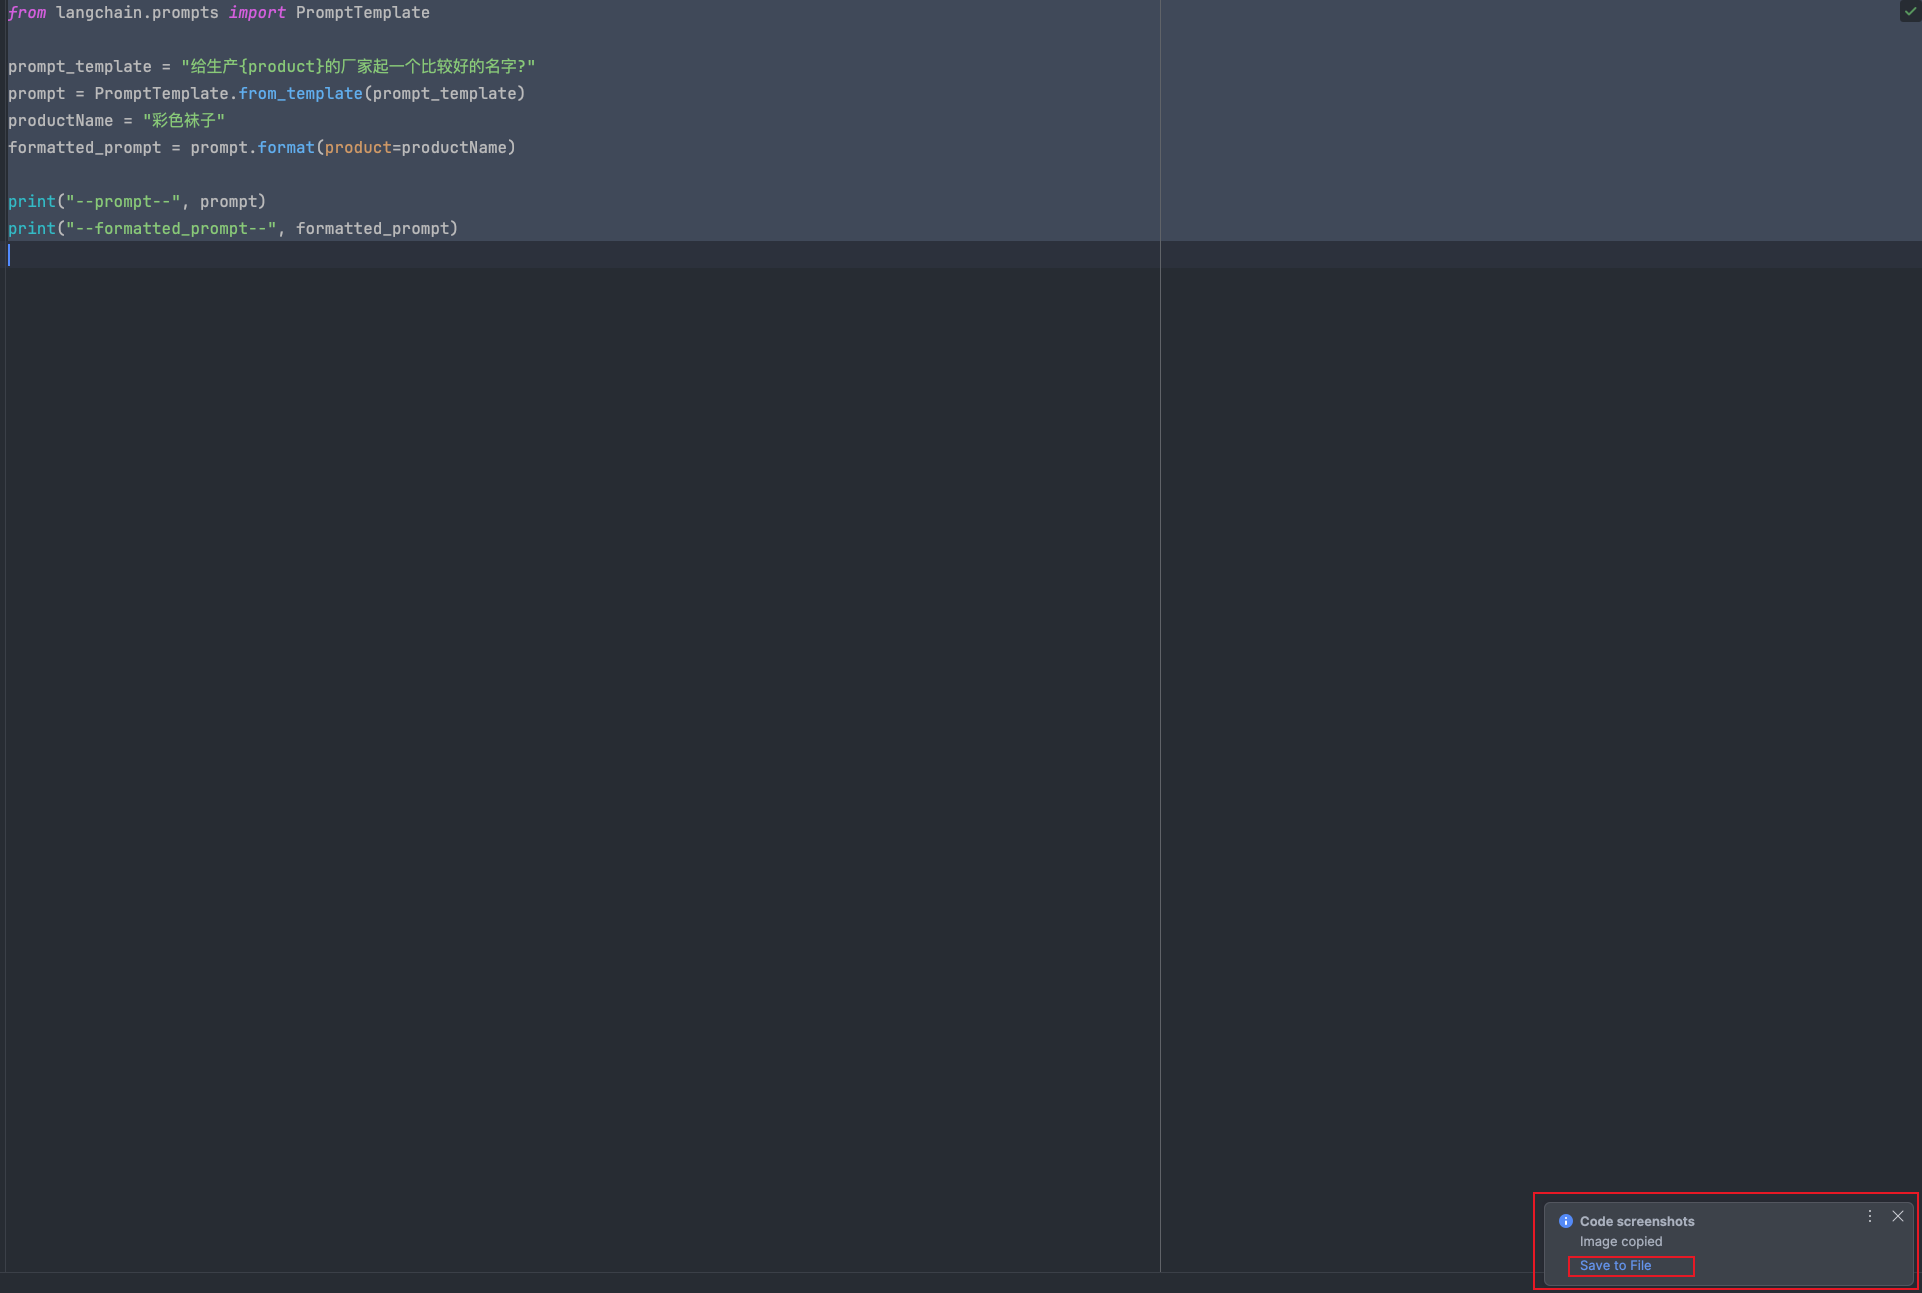 from langchain.prompts import PromptTemplate
prompt_template = "给生产{product}的厂家起一个比较好的名字?"
prompt = PromptTemplate.from_template(prompt_template)
productName = "彩色袜子"
formatted_prompt = prompt.format(product=productName)
print("--prompt--", prompt)
print("--formatted_prompt--", formatted_prompt)
Code screenshots
Image copied
Save to File